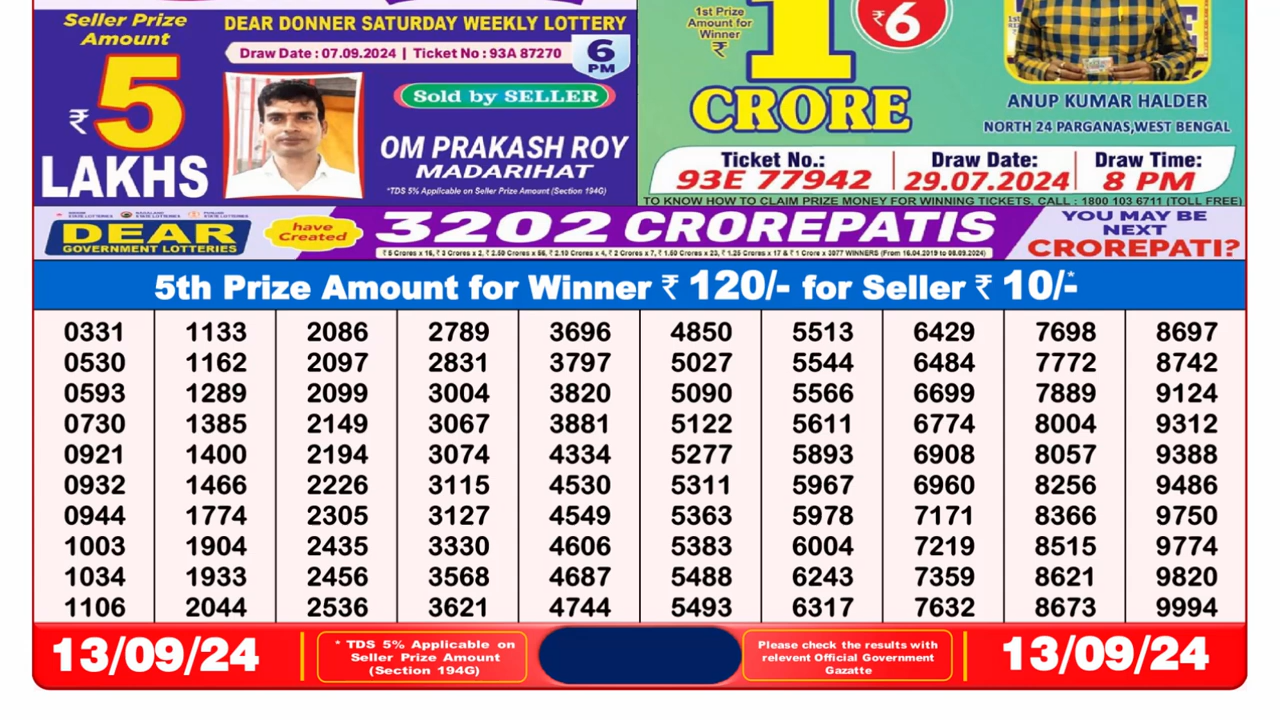 Seller Prize
Amount
₹5
LAKHS
DEAR DONNER SATURDAY WEEKLY LOTTERY
Draw Date : 07.09.2024 | Ticket No : 93A 87270
6
PM
Sold by SELLER
OM PRAKASH ROY
MADARIHAT
*TDS 5% Applicable on Seller Prize Amount (Section 194G)
1st Prize
Amount for
Winner
₹
1
CRORE
₹6
ANUP KUMAR HALDER
NORTH 24 PARGANAS,WEST BENGAL
Ticket No.:
93E 77942
Draw Date:
29.07.2024
Draw Time:
8 PM
TO KNOW HOW TO CLAIM PRIZE MONEY FOR WINNING TICKETS, CALL : 1800 103 6711 (TOLL FREE)
DEAR
GOVERNMENT LOTTERIES
have
Created
3202 CROREPATIS
YOU MAY BE
NEXT
CROREPATI?
5th Prize Amount for Winner ₹ 120/- for Seller ₹ 10/-*
0331 1133 2086 2789 3696 4850 5513 6429 7698 8697
0530 1162 2097 2831 3797 5027 5544 6484 7772 8742
0593 1289 2099 3004 3820 5090 5566 6699 7889 9124
0730 1385 2149 3067 3881 5122 5611 6774 8004 9312
0921 1400 2194 3074 4334 5277 5893 6908 8057 9388
0932 1466 2226 3115 4530 5311 5967 6960 8256 9486
0944 1774 2305 3127 4549 5363 5978 7171 8366 9750
1003 1904 2435 3330 4606 5383 6004 7219 8515 9774
1034 1933 2456 3568 4687 5488 6243 7359 8621 9820
1106 2044 2536 3621 4744 5493 6317 7632 8673 9994
13/09/24
* TDS 5% Applicable on
Seller Prize Amount
(Section 194G)
Please check the results with
relevent Official Government
Gazatte
13/09/24